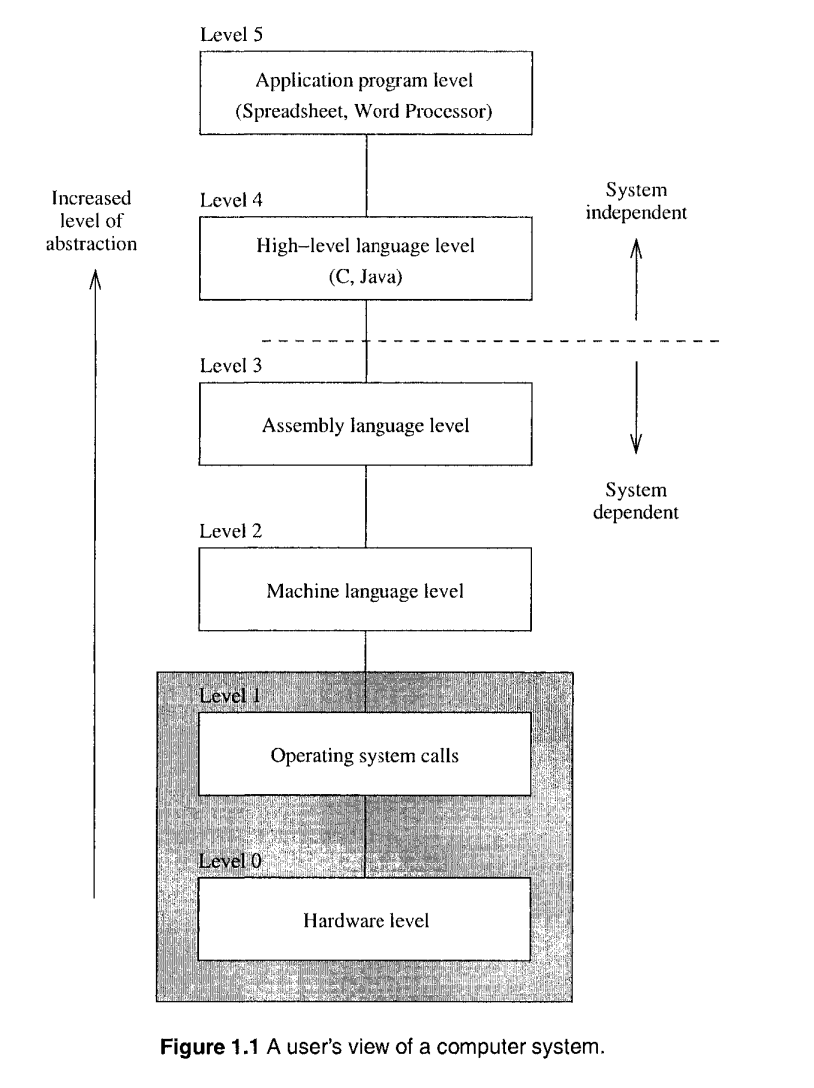 Level 5
Application program level
(Spreadsheet, Word Processor)
Increased
level of
abstraction
Level 4
High–level language level
(C, Java)
System
independent
Level 3
Assembly language level
System
dependent
Level 2
Machine language level
Level 1
Operating system calls
Level 0
Hardware level
Figure 1.1 A user's view of a computer system.